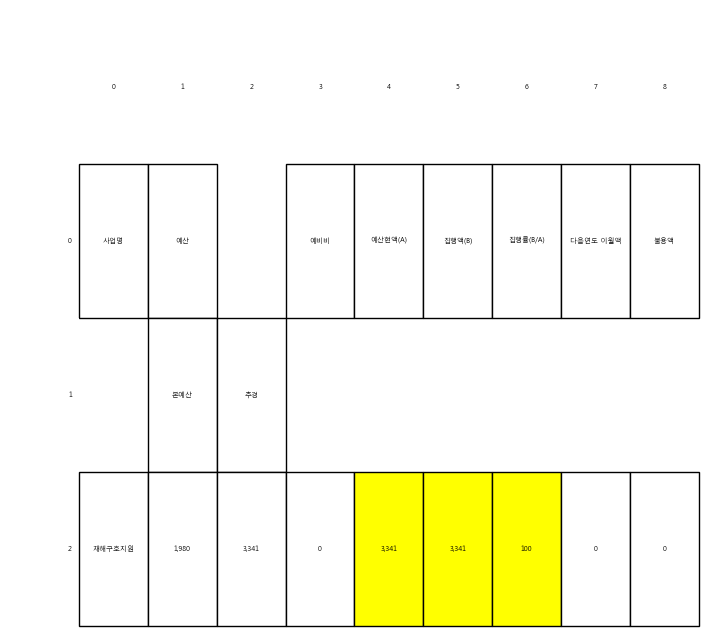 0 1 2 3 4 5 6 7 8
0 사업명 예산 예비비 예산현액(A) 집행액(B) 집행률(B/A) 다음연도 이월액 불용액
1 본예산 추경
2 재해구호지원 1,980 3,341 0 3,341 3,341 100 0 0